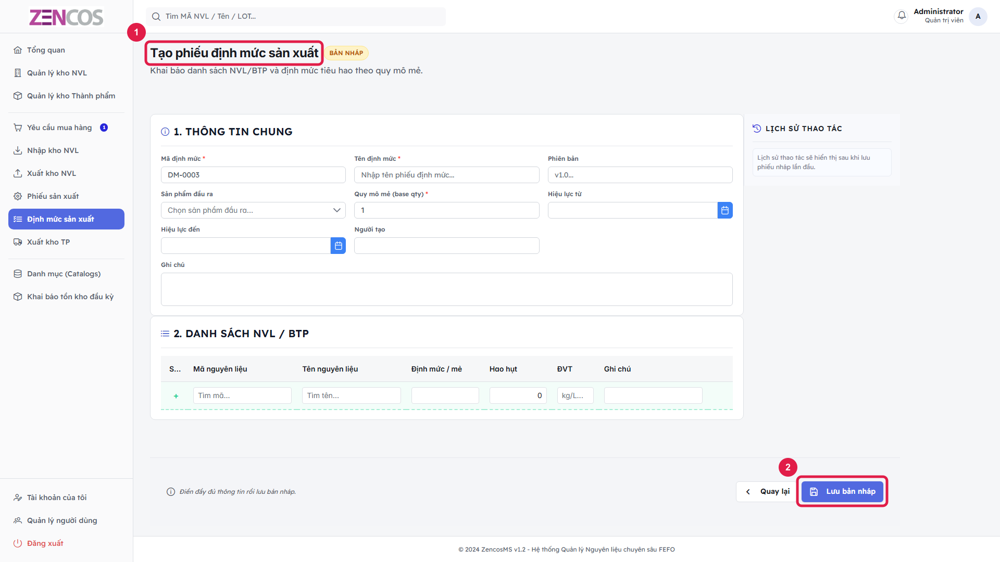 ZENCOS
Tìm MÃ NVL / Tên / LOT...
Administrator
Quản trị viên
A
Tổng quan
Quản lý kho NVL
Quản lý kho Thành phẩm
Yêu cầu mua hàng 1
Nhập kho NVL
Xuất kho NVL
Phiếu sản xuất
Định mức sản xuất
Xuất kho TP
Danh mục (Catalogs)
Khai báo tồn kho đầu kỳ
Tài khoản của tôi
Quản lý người dùng
Đăng xuất
1
Tạo phiếu định mức sản xuất BẢN NHÁP
Khai báo danh sách NVL/BTP và định mức tiêu hao theo quy mô mẻ.
1. THÔNG TIN CHUNG
Mã định mức * Tên định mức * Phiên bản
DM-0003 Nhập tên phiếu định mức... v1.0...
Sản phẩm đầu ra Quy mô mẻ (base qty) * Hiệu lực từ
Chọn sản phẩm đầu ra... 1
Hiệu lực đến Người tạo
Ghi chú
LỊCH SỬ THAO TÁC
Lịch sử thao tác sẽ hiển thị sau khi lưu
phiếu nháp lần đầu.
2. DANH SÁCH NVL / BTP
S... Mã nguyên liệu Tên nguyên liệu Định mức / mẻ Hao hụt ĐVT Ghi chú
+ Tìm mã... Tìm tên... 0 kg/L...
2
Điền đầy đủ thông tin rồi lưu bản nháp.
Quay lại Lưu bản nháp
© 2024 ZencosMS v1.2 - Hệ thống Quản lý Nguyên liệu chuyên sâu FEFO